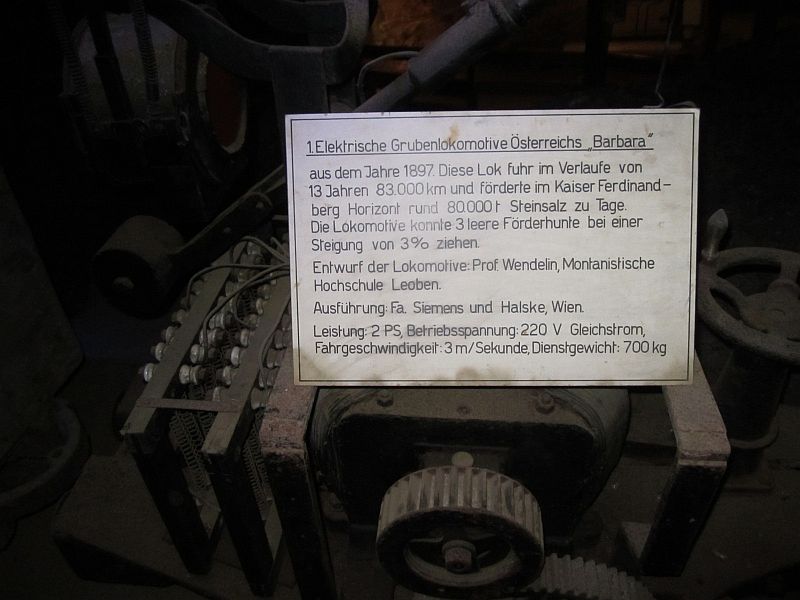 1. Elektrische Grubenlokomotive Österreichs „Barbara"
aus dem Jahre 1897. Diese Lok fuhr im Verlaufe von
13 Jahren 83.000 km und förderte im Kaiser Ferdinand-
berg Horizont rund 80.000 t Steinsalz zu Tage.
Die Lokomotive konnte 3 leere Förderhunte bei einer
Steigung von 3% ziehen.
Entwurf der Lokomotive: Prof. Wendelin, Montanistische
Hochschule Leoben.
Ausführung: Fa. Siemens und Halske, Wien.
Leistung: 2 PS, Betriebsspannung: 220 V Gleichstrom,
Fahrgeschwindigkeit: 3 m/Sekunde, Dienstgewicht: 700 kg